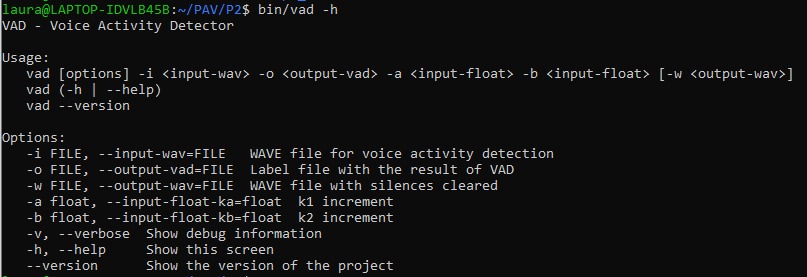 laura@LAPTOP-IDVLB45B:~/PAV/P2$ bin/vad -h
VAD - Voice Activity Detector

Usage:
   vad [options] -i <input-wav> -o <output-vad> -a <input-float> -b <input-float> [-w <output-wav>]
   vad (-h | --help)
   vad --version

Options:
   -i FILE, --input-wav=FILE   WAVE file for voice activity detection
   -o FILE, --output-vad=FILE  Label file with the result of VAD
   -w FILE, --output-wav=FILE  WAVE file with silences cleared
   -a float, --input-float-ka=float  k1 increment
   -b float, --input-float-kb=float  k2 increment
   -v, --verbose  Show debug information
   -h, --help     Show this screen
   --version      Show the version of the project